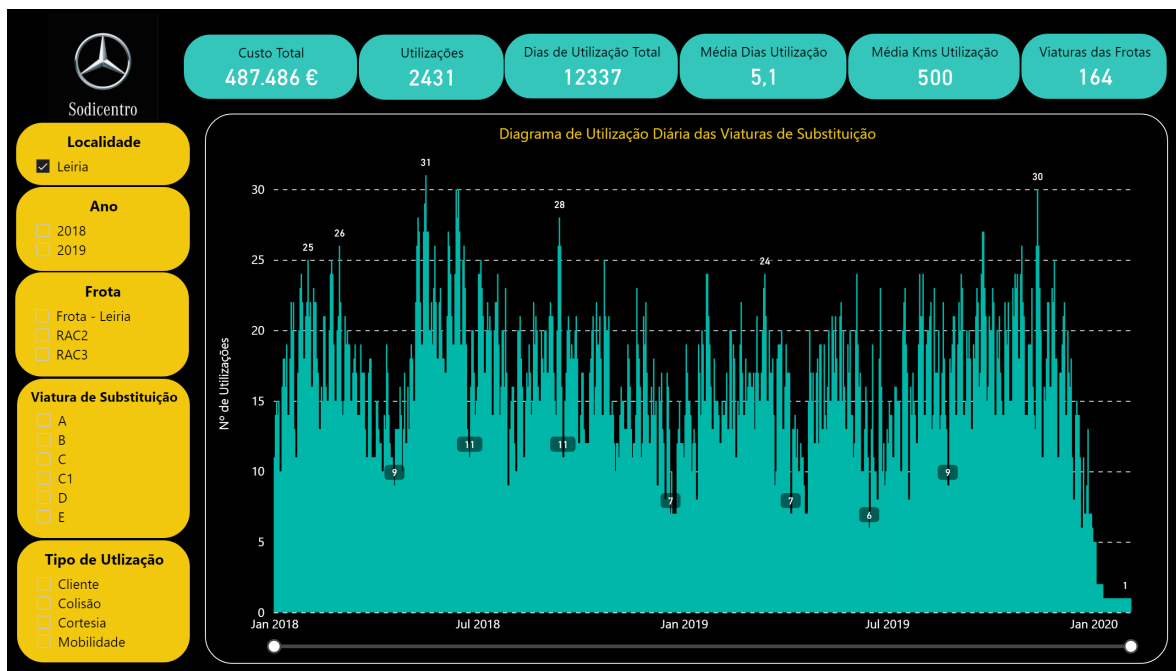 Sodicentro
Custo Total
487.486 €
Utilizações
2431
Dias de Utilização Total
12337
Média Dias Utilização
5,1
Média Kms Utilização
500
Viaturas das Frotas
164
Localidade
Leiria
Ano
2018
2019
Frota
Frota - Leiria
RAC2
RAC3
Viatura de Substituição
A
B
C
C1
D
E
Tipo de Utlização
Cliente
Colisão
Cortesia
Mobilidade
Diagrama de Utilização Diária das Viaturas de Substituição
Nº de Utilizações
30
25
20
15
10
5
0
25
26
31
28
24
30
9
11
11
7
7
6
9
1
Jan 2018
Jul 2018
Jan 2019
Jul 2019
Jan 2020